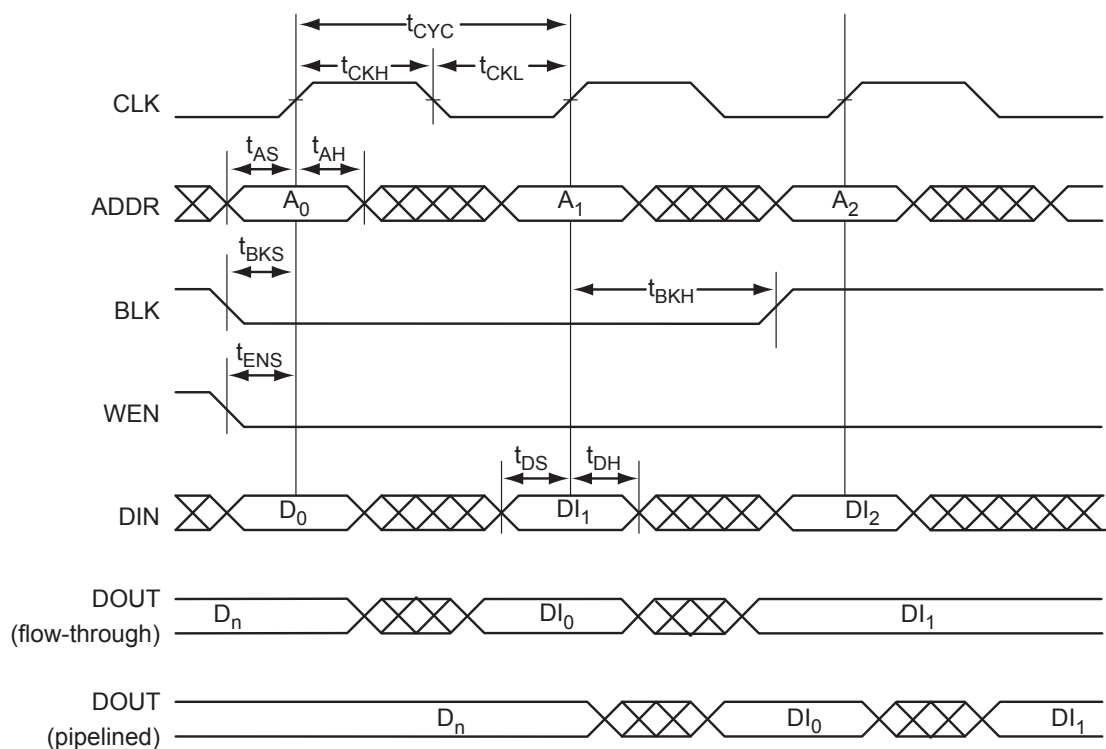 tCYC
tCKH tCKL
CLK
tAS tAH
ADDR A0 A1 A2
tBKS
BLK tBKH
tENS
WEN
tDS tDH
DIN D0 DI1 DI2
DOUT
(flow-through) Dn DI0 DI1
DOUT
(pipelined) Dn DI0 DI1